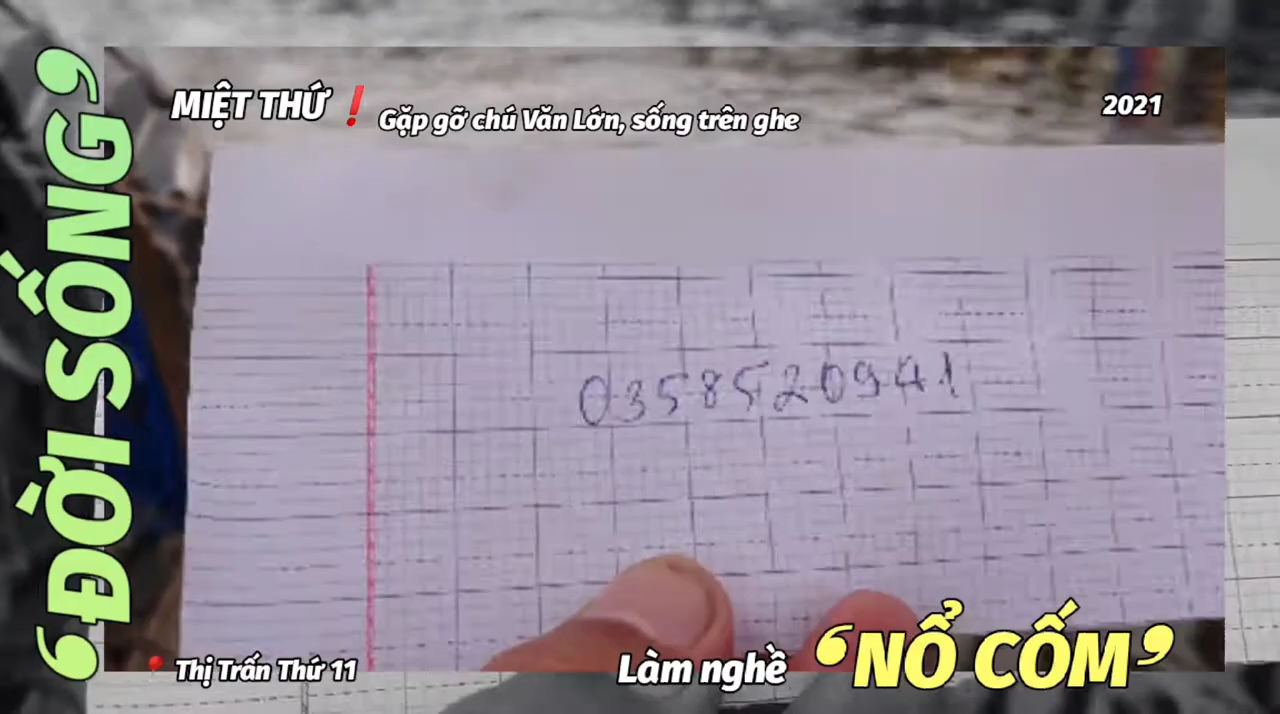 ‘ĐỜI SỐNG’
MIỆT THỨ❗
Gặp gỡ chú Văn Lớn, sống trên ghe
2021
0358520941
📍 Thị Trấn Thứ 11
Làm nghề ‘NỔ CỐM’